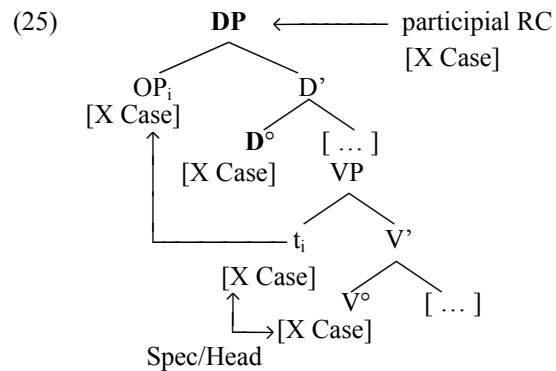 (25) DP participial RC
[X Case]
OPᵢ D’
[X Case]
D° [ … ]
[X Case] VP
tᵢ V’
[X Case]
V° [ … ]
[X Case]
Spec/Head